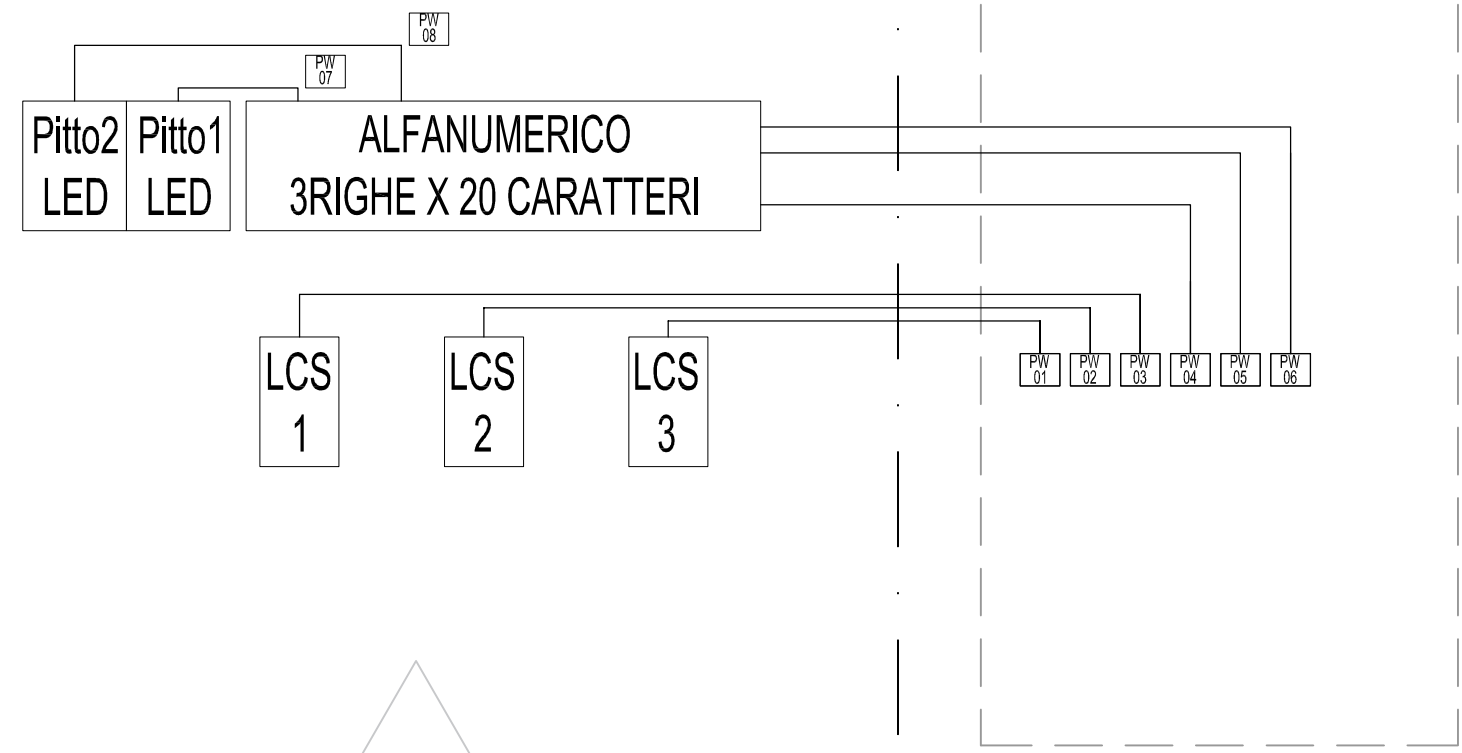 PW
08
PW
07
Pitto2
LED
Pitto1
LED
ALFANUMERICO
3RIGHE X 20 CARATTERI
LCS
1
LCS
2
LCS
3
PW
01
PW
02
PW
03
PW
04
PW
05
PW
06